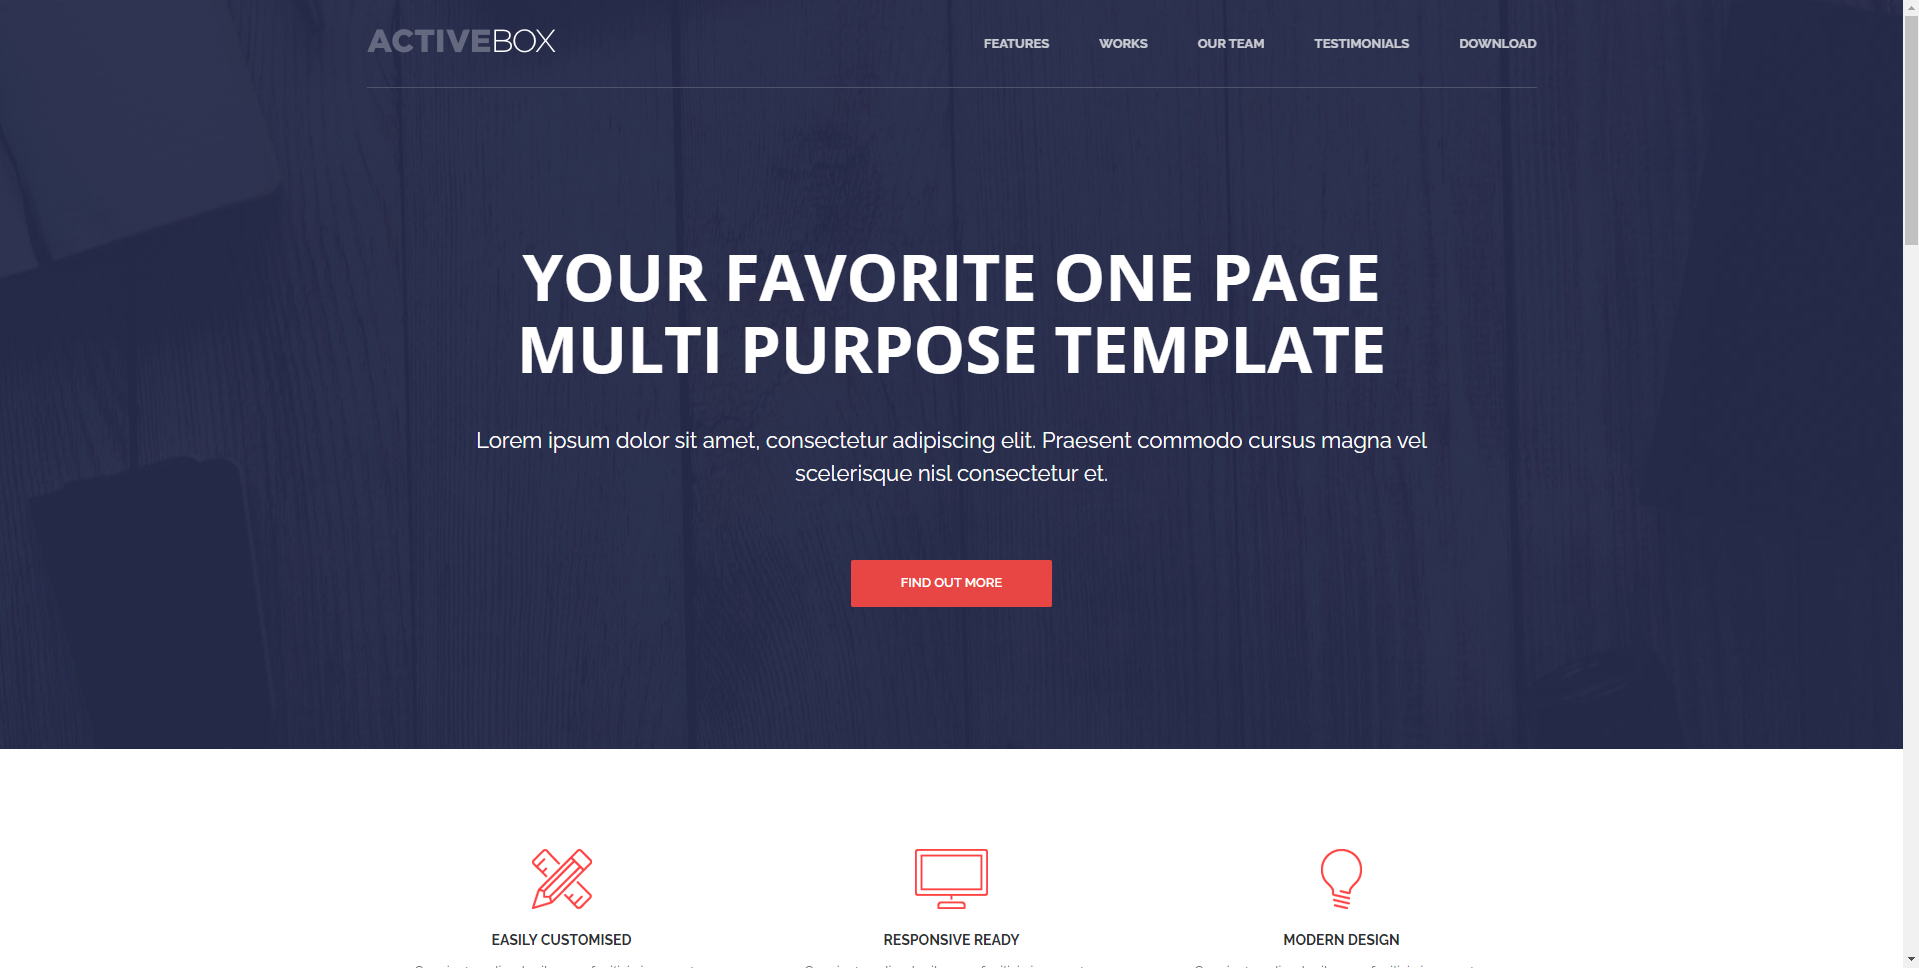 ACTIVEBOX
FEATURES WORKS OUR TEAM TESTIMONIALS DOWNLOAD
YOUR FAVORITE ONE PAGE
MULTI PURPOSE TEMPLATE
Lorem ipsum dolor sit amet, consectetur adipiscing elit. Praesent commodo cursus magna vel
scelerisque nisl consectetur et.
FIND OUT MORE
EASILY CUSTOMISED
RESPONSIVE READY
MODERN DESIGN